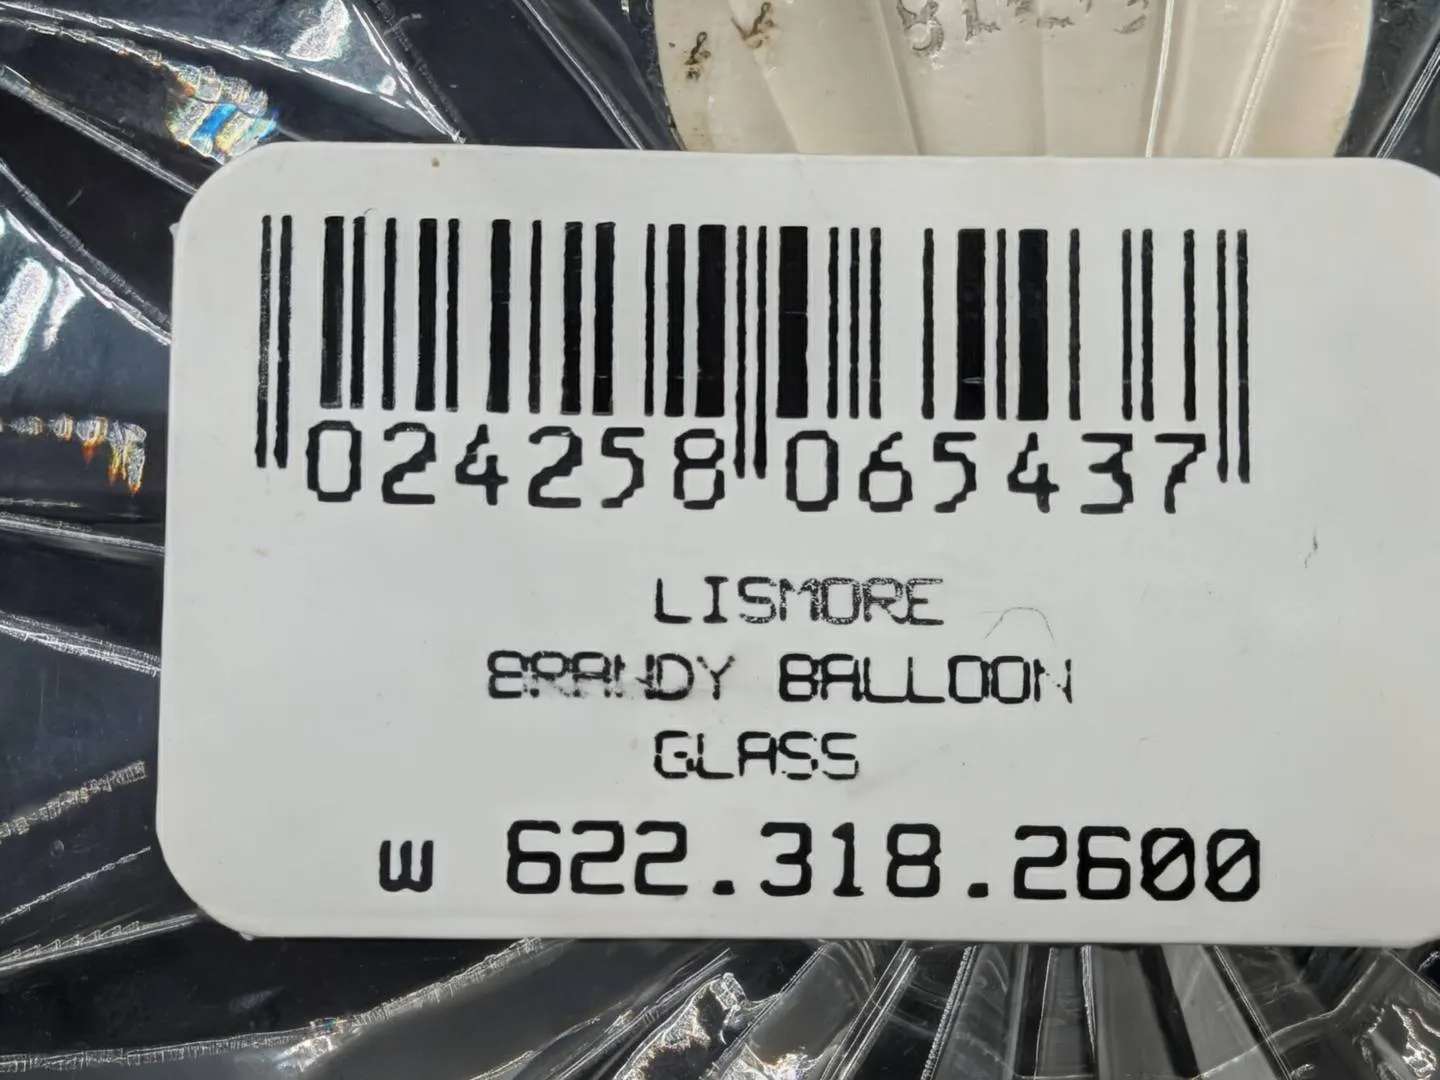 024258 065437
LISMORE
BRANDY BALLOON
GLASS
W 622.318.2600